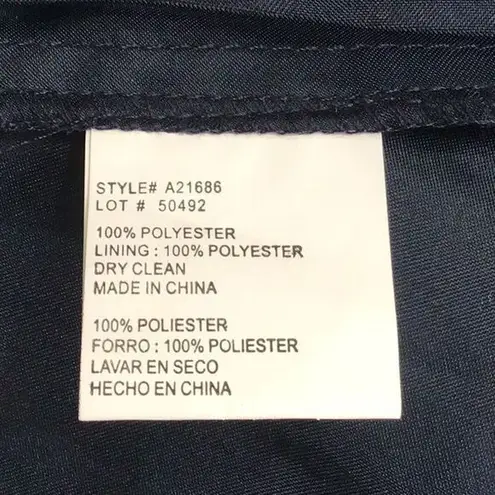 STYLE# A21686
LOT # 50492
100% POLYESTER
LINING : 100% POLYESTER
DRY CLEAN
MADE IN CHINA
100% POLIESTER
FORRO : 100% POLIESTER
LAVAR EN SECO
HECHO EN CHINA